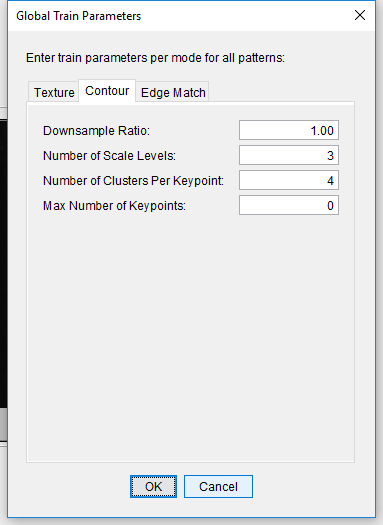 Global Train Parameters
Enter train parameters per mode for all patterns:
Texture Contour Edge Match
Downsample Ratio: 1.00
Number of Scale Levels: 3
Number of Clusters Per Keypoint: 4
Max Number of Keypoints: 0
OK Cancel